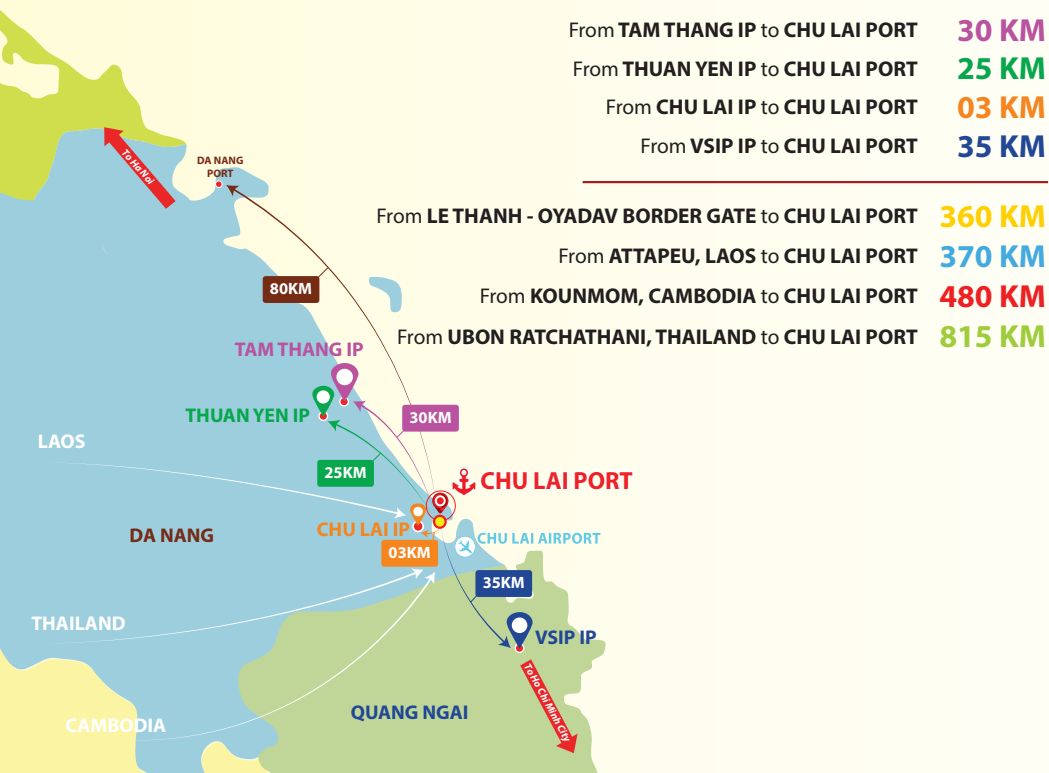 From TAM THANG IP to CHU LAI PORT 30 KM
From THUAN YEN IP to CHU LAI PORT 25 KM
From CHU LAI IP to CHU LAI PORT 03 KM
From VSIP IP to CHU LAI PORT 35 KM
From LE THANH - OYADAV BORDER GATE to CHU LAI PORT 360 KM
From ATTAPEU, LAOS to CHU LAI PORT 370 KM
From KOUNMOM, CAMBODIA to CHU LAI PORT 480 KM
From UBON RATCHATHANI, THAILAND to CHU LAI PORT 815 KM
To Ha Noi
DA NANG
PORT
80KM
TAM THANG IP
THUAN YEN IP
30KM
LAOS
25KM
CHU LAI PORT
CHU LAI IP
DA NANG
CHU LAI AIRPORT
03KM
35KM
THAILAND
VSIP IP
To Ho Chi Minh City
QUANG NGAI
CAMBODIA